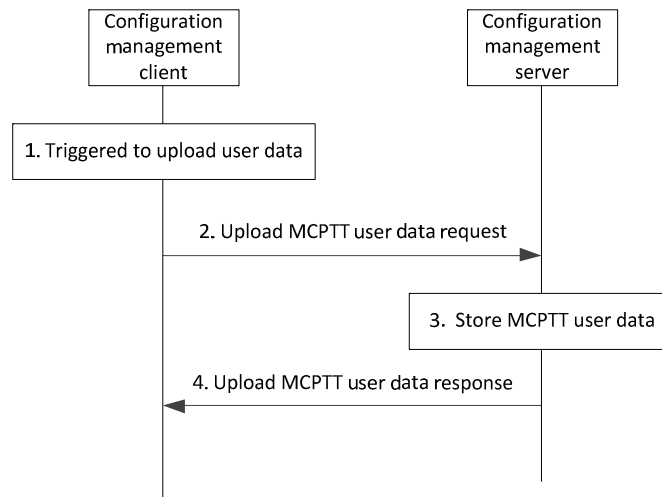 Configuration
management
client
Configuration
management
server
1. Triggered to upload user data
2. Upload MCPTT user data request
3. Store MCPTT user data
4. Upload MCPTT user data response